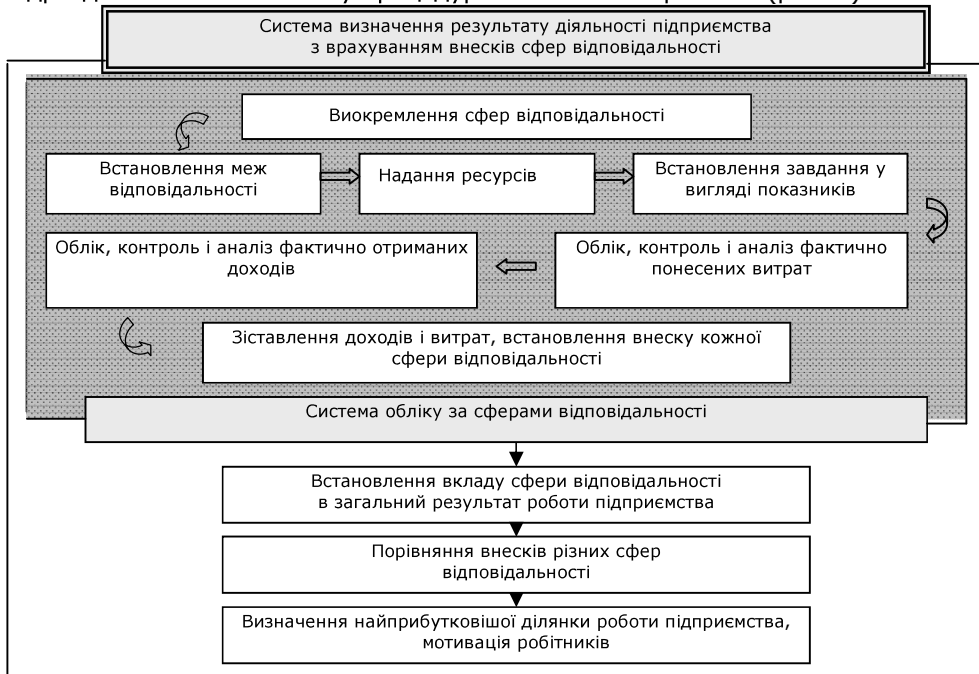 Система визначення результату діяльності підприємства
з врахуванням внесків сфер відповідальності
Виокремлення сфер відповідальності
Встановлення меж
відповідальності
Надання ресурсів
Встановлення завдання у
вигляді показників
Облік, контроль і аналіз фактично отриманих
доходів
Облік, контроль і аналіз фактично
понесених витрат
Зіставлення доходів і витрат, встановлення внеску кожної
сфери відповідальності
Система обліку за сферами відповідальності
Встановлення вкладу сфери відповідальності
в загальний результат роботи підприємства
Порівняння внесків різних сфер
відповідальності
Визначення найприбутковішої ділянки роботи підприємства,
мотивація робітників